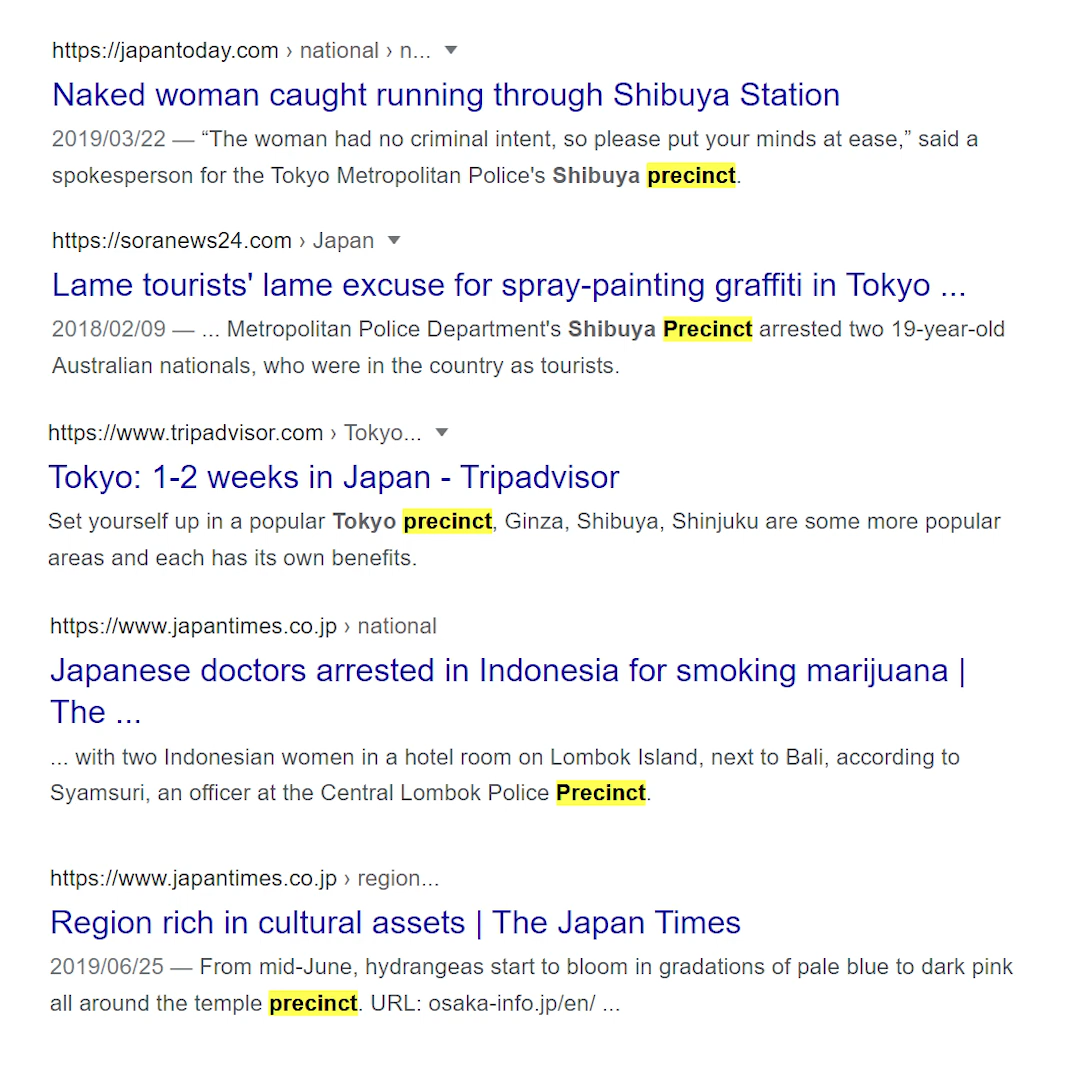 https://japantoday.com › national › n...
Naked woman caught running through Shibuya Station
2019/03/22 — “The woman had no criminal intent, so please put your minds at ease,” said a
spokesperson for the Tokyo Metropolitan Police's Shibuya precinct.
https://soranews24.com › Japan
Lame tourists' lame excuse for spray-painting graffiti in Tokyo ...
2018/02/09 — ... Metropolitan Police Department's Shibuya Precinct arrested two 19-year-old
Australian nationals, who were in the country as tourists.
https://www.tripadvisor.com › Tokyo...
Tokyo: 1-2 weeks in Japan - Tripadvisor
Set yourself up in a popular Tokyo precinct, Ginza, Shibuya, Shinjuku are some more popular
areas and each has its own benefits.
https://www.japantimes.co.jp › national
Japanese doctors arrested in Indonesia for smoking marijuana |
The ...
... with two Indonesian women in a hotel room on Lombok Island, next to Bali, according to
Syamsuri, an officer at the Central Lombok Police Precinct.
https://www.japantimes.co.jp › region...
Region rich in cultural assets | The Japan Times
2019/06/25 — From mid-June, hydrangeas start to bloom in gradations of pale blue to dark pink
all around the temple precinct. URL: osaka-info.jp/en/ ...